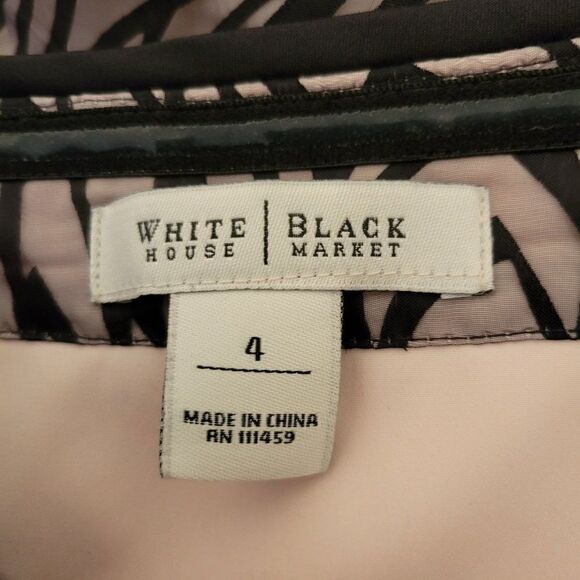 WHITE | BLACK
HOUSE | MARKET
4
MADE IN CHINA
RN 111459